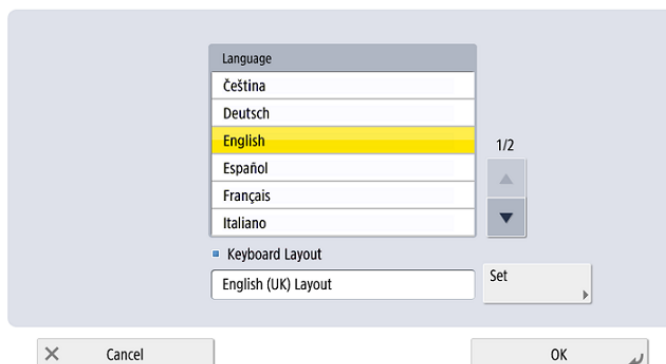 Language
Čeština
Deutsch
English
Español
Français
Italiano
1/2
Keyboard Layout
English (UK) Layout
Set
Cancel
OK